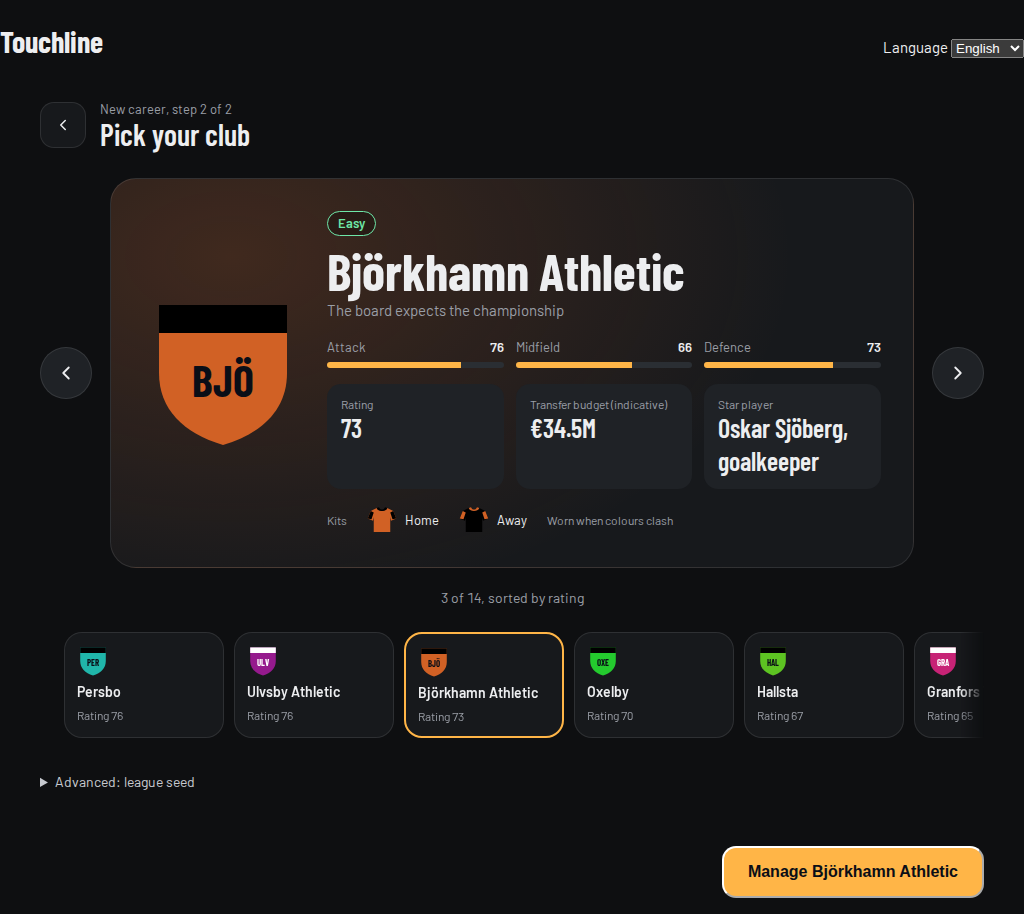 Touchline
Language English
New career, step 2 of 2
Pick your club
Easy
Björkhamn Athletic
The board expects the championship
Attack 76 Midfield 66 Defence 73
BJÖ
Rating
73
Transfer budget (indicative)
€34.5M
Star player
Oskar Sjöberg,
goalkeeper
Kits Home Away Worn when colours clash
3 of 14, sorted by rating
PER
Persbo
Rating 76
ULV
Ulvsby Athletic
Rating 76
BJÖ
Björkhamn Athletic
Rating 73
OXE
Oxelby
Rating 70
HAL
Hallsta
Rating 67
GRA
Granfors
Rating 65
Advanced: league seed
Manage Björkhamn Athletic